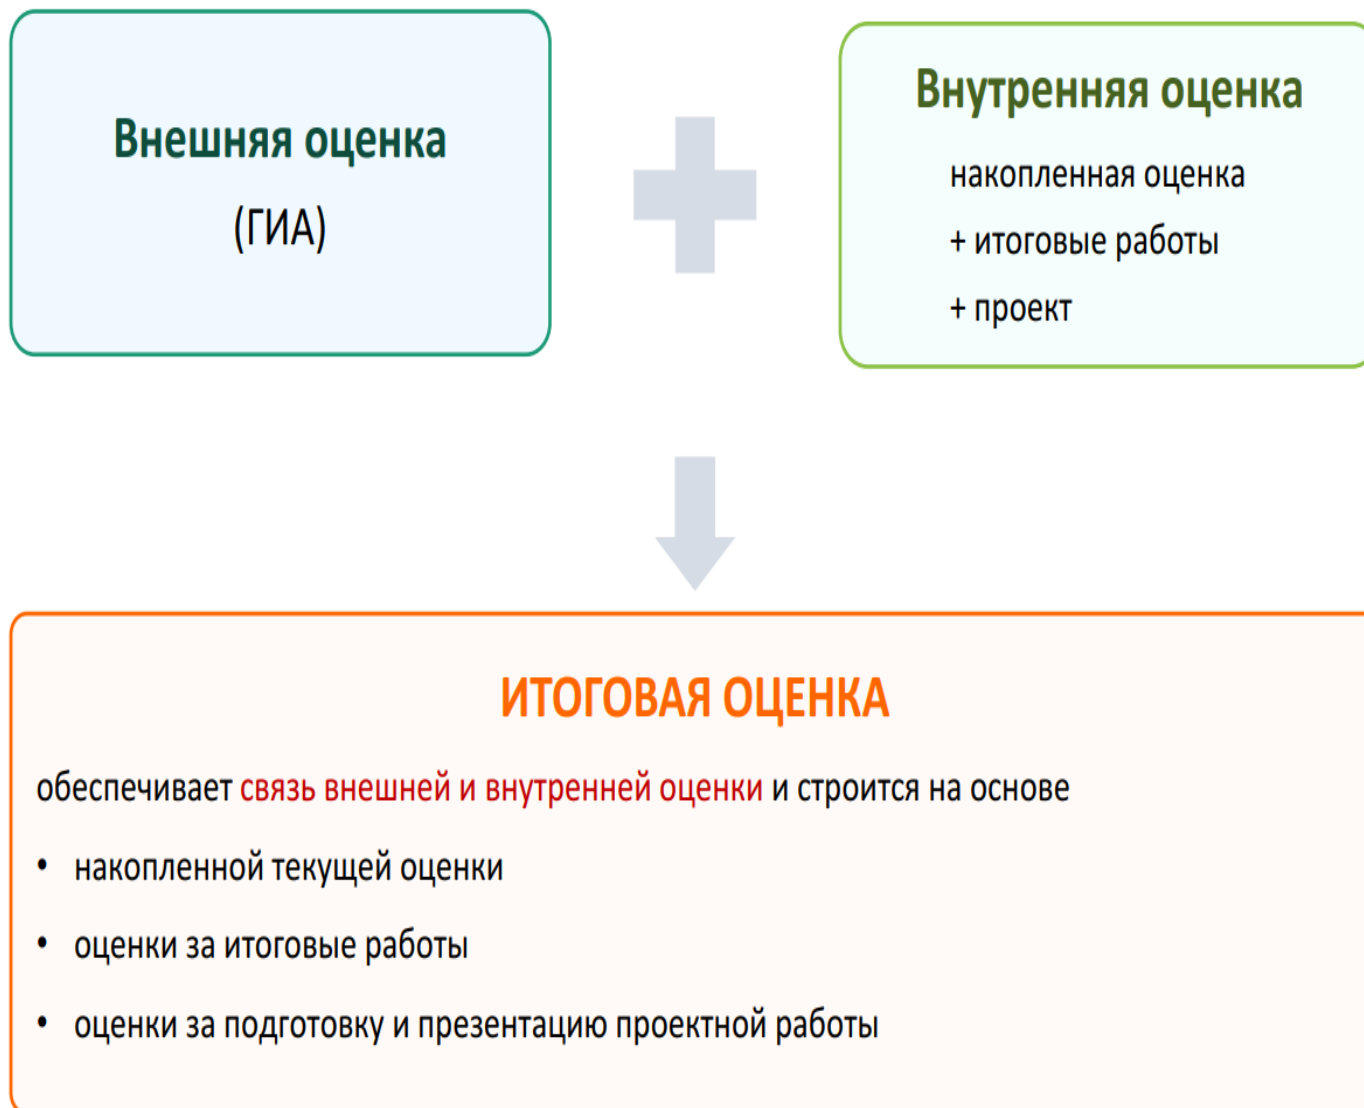 Внешняя оценка
(ГИА)
Внутренняя оценка
накопленная оценка
+ итоговые работы
+ проект
ИТОГОВАЯ ОЦЕНКА
обеспечивает связь внешней и внутренней оценки и строится на основе
• накопленной текущей оценки
• оценки за итоговые работы
• оценки за подготовку и презентацию проектной работы